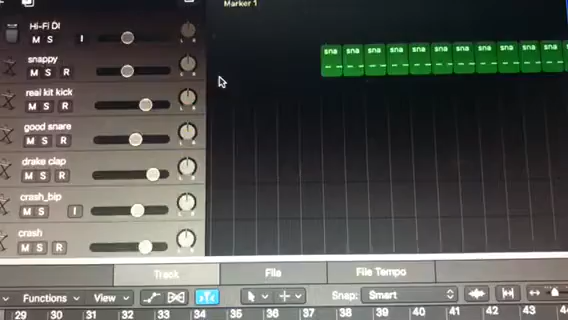 Marker 1
Hi-Fi DI
M S I
snappy
M S R
sna sna sna sna sna sna sna sna sna sna sna
real kit kick
M S R
good snare
M S R
drake clap
M S R
crash_bip
M S I
crash
M S R
Track File File Tempo
Functions View Snap: Smart
29 30 31 32 33 34 35 36 37 38 39 40 41 42 43 44